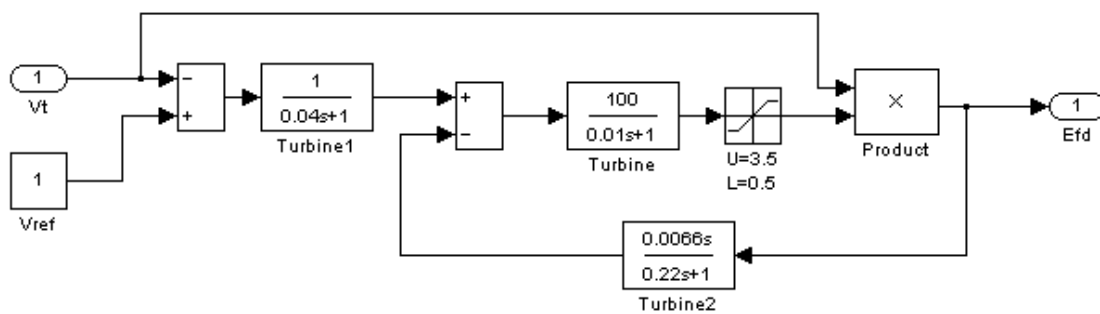 1
Vt
−
+
1
0.04s+1
Turbine1
1
Vref
+
−
100
0.01s+1
Turbine
U=3.5
L=0.5
×
Product
1
Efd
0.0066s
0.22s+1
Turbine2